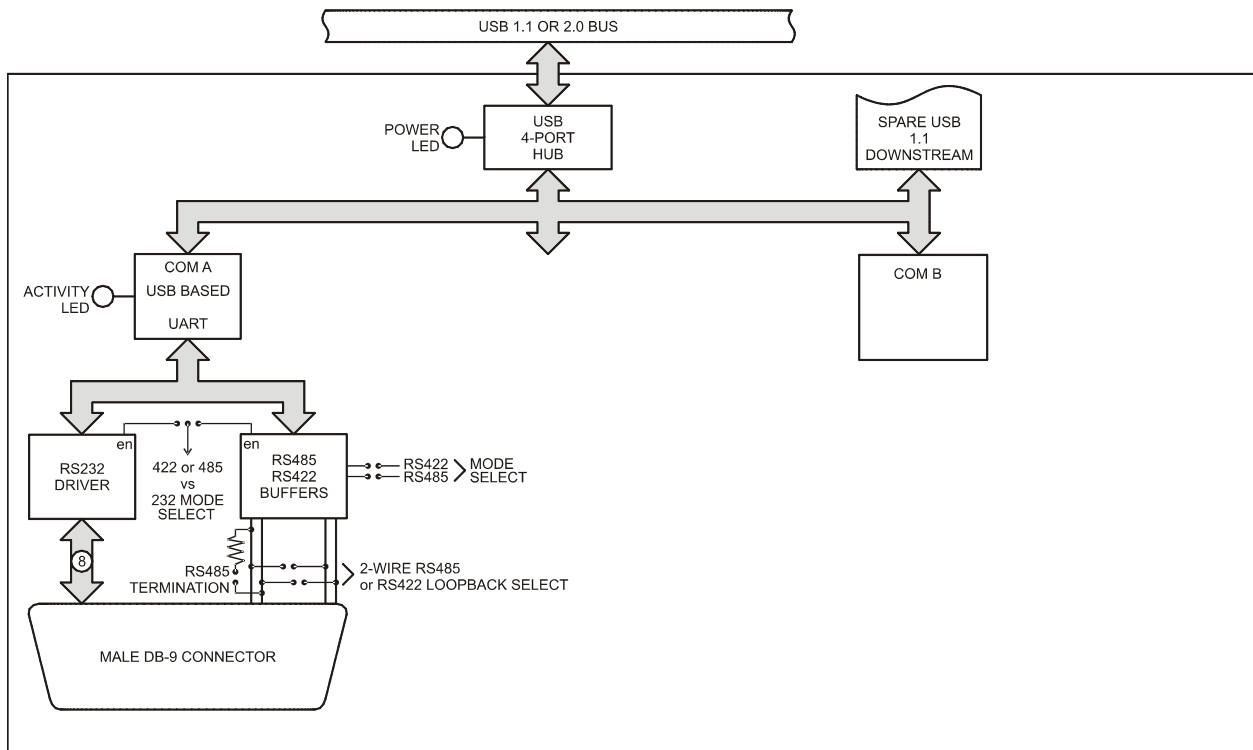 USB 1.1 OR 2.0 BUS
POWER
LED
USB
4-PORT
HUB
SPARE USB
1.1
DOWNSTREAM
COM A
USB BASED
UART
ACTIVITY
LED
COM B
en
en
RS232
DRIVER
422 or 485
vs
232 MODE
SELECT
RS485
RS422
BUFFERS
RS422
RS485
MODE
SELECT
8
RS485
TERMINATION
2-WIRE RS485
or RS422 LOOPBACK SELECT
MALE DB-9 CONNECTOR